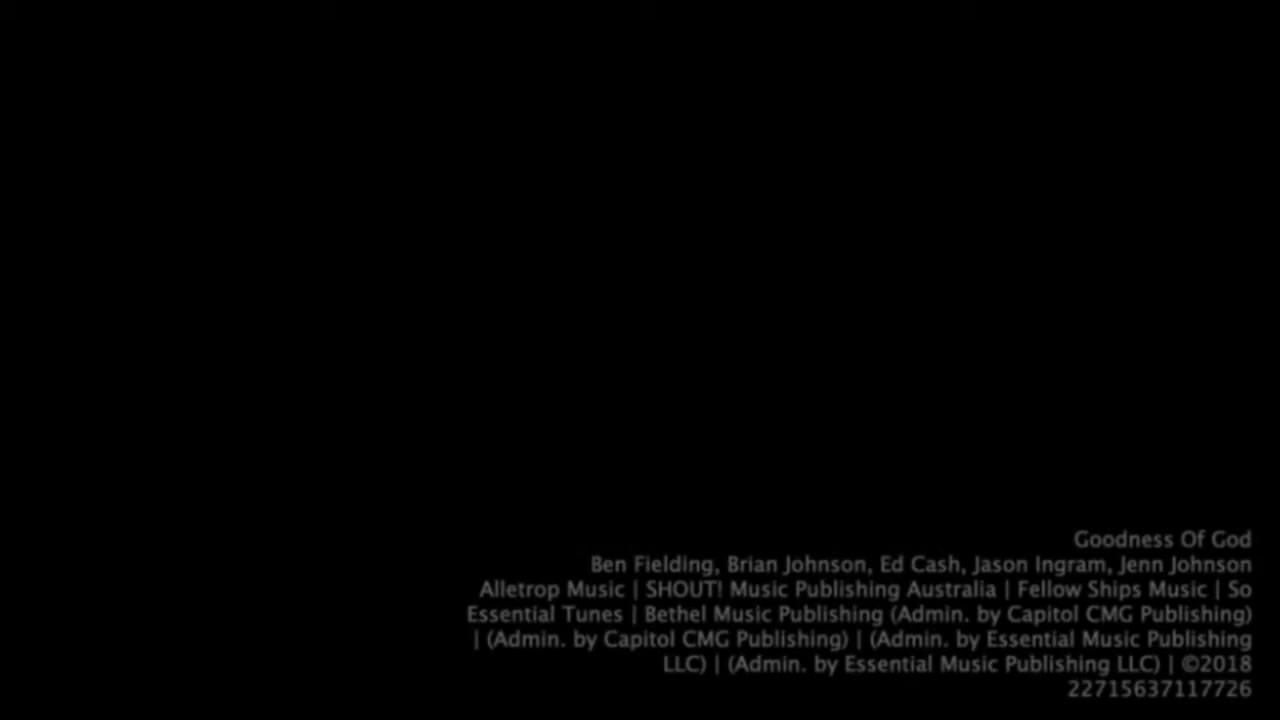 Goodness Of God
Ben Fielding, Brian Johnson, Ed Cash, Jason Ingram, Jenn Johnson
Alletrop Music | SHOUT! Music Publishing Australia | Fellow Ships Music | So
Essential Tunes | Bethel Music Publishing (Admin. by Capitol CMG Publishing)
| (Admin. by Capitol CMG Publishing) | (Admin. by Essential Music Publishing
LLC) | (Admin. by Essential Music Publishing LLC) | ©2018
22715637117726